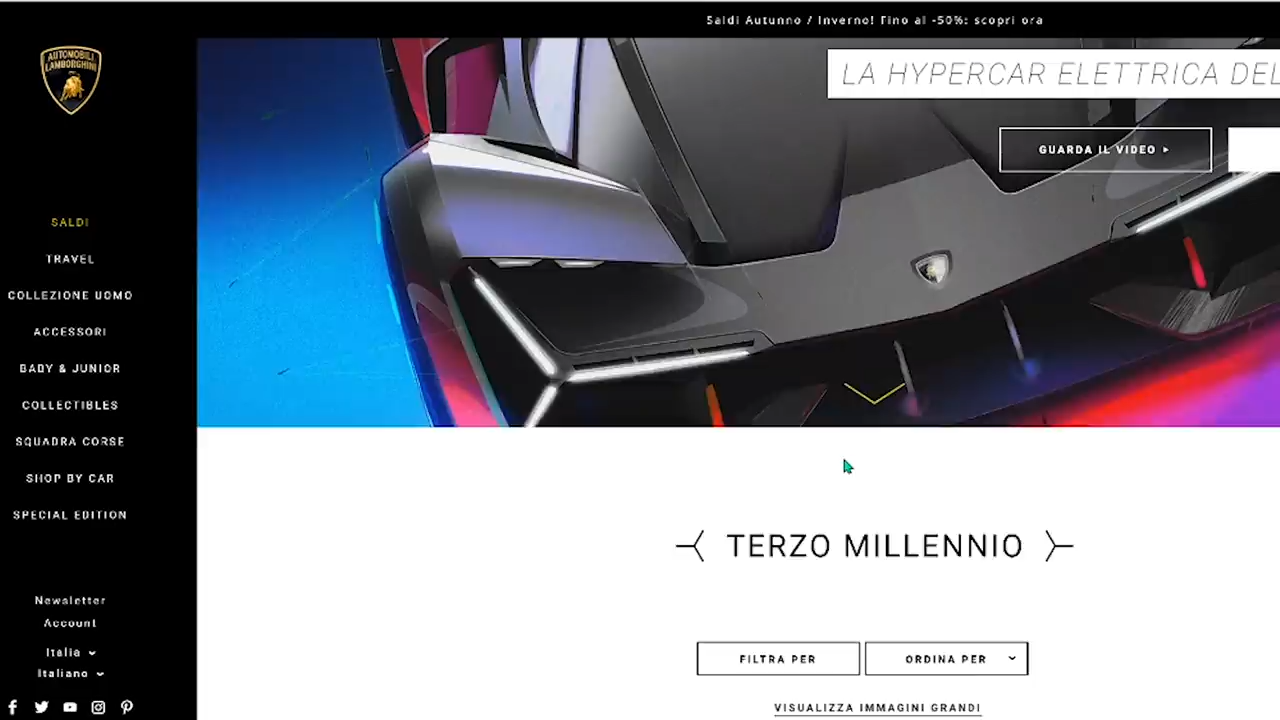 Saldi Autunno / Inverno! Fino al -50%: scopri ora
AUTOMOBILI
LAMBORGHINI
LA HYPERCAR ELETTRICA DEL
GUARDA IL VIDEO
SALDI
TRAVEL
COLLEZIONE UOMO
ACCESSORI
BABY & JUNIOR
COLLECTIBLES
SQUADRA CORSE
SHOP BY CAR
SPECIAL EDITION
Newsletter
Account
Italia
Italiano
TERZO MILLENNIO
FILTRA PER
ORDINA PER
VISUALIZZA IMMAGINI GRANDI